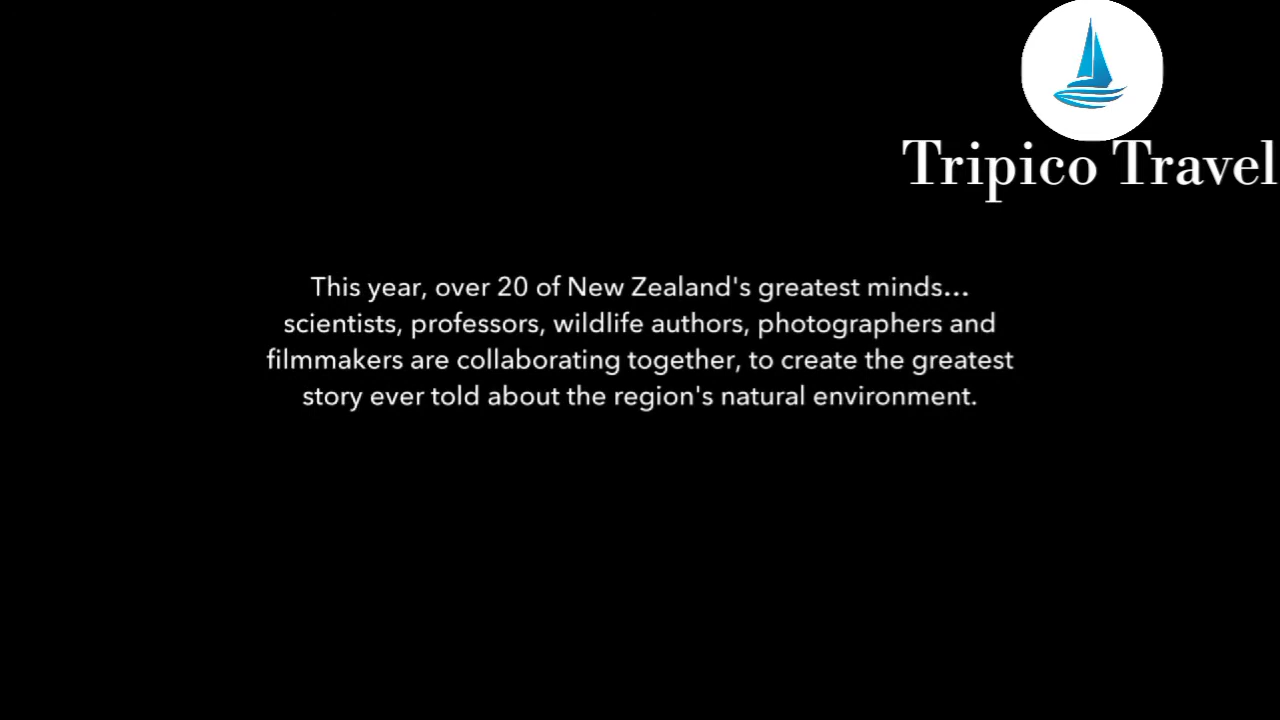 Tripico Travel
This year, over 20 of New Zealand's greatest minds...
scientists, professors, wildlife authors, photographers and
filmmakers are collaborating together, to create the greatest
story ever told about the region's natural environment.